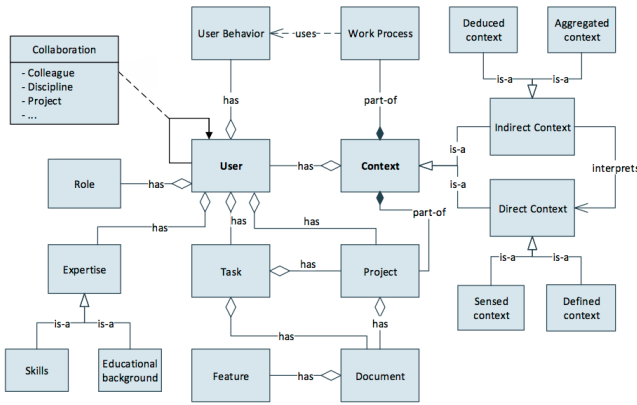 Collaboration
- Colleague
- Discipline
- Project
- ...
User Behavior
uses
Work Process
Deduced
context
Aggregated
context
is-a
is-a
has
part-of
Indirect Context
is-a
interprets
Role
has
User
has
Context
is-a
Direct Context
part-of
has
has
has
has
is-a
is-a
Expertise
Task
has
Project
Sensed
context
Defined
context
is-a
is-a
has
has
Skills
Educational
background
Feature
has
Document